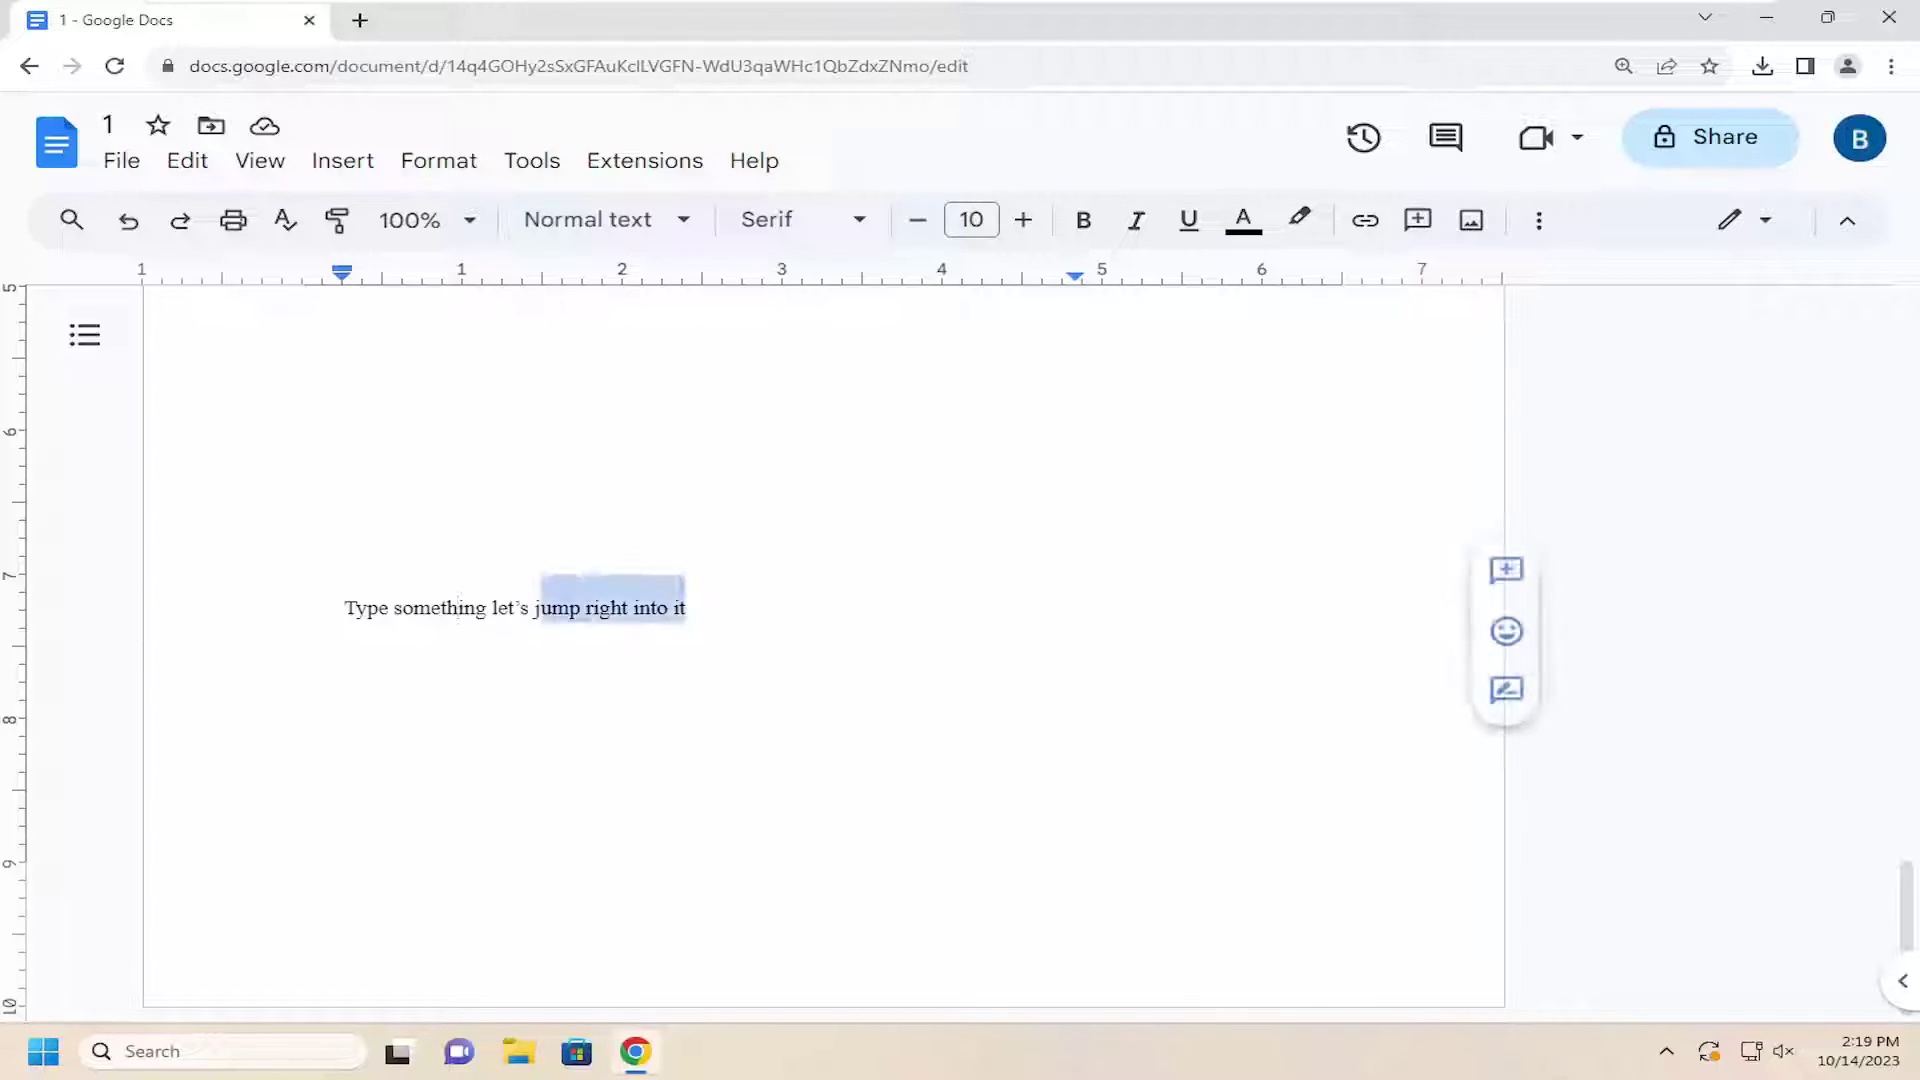 1 - Google Docs
docs.google.com/document/d/14q4GOHy2sSxGFAuKclLVGFN-WdU3qaWHc1QbZdxZNmo/edit
1
File Edit View Insert Format Tools Extensions Help
Share
B
100% Normal text Serif 10 B I U A
1 1 2 3 4 5 6 7
5
6
7
8
9
10
Type something let’s jump right into it
Search
2:19 PM
10/14/2023